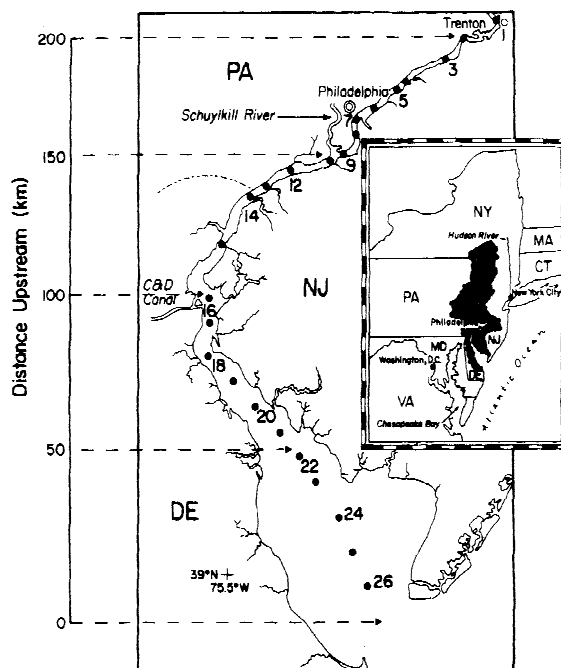 Distance Upstream (km)
200
150
100
50
0
PA
Trenton
1
3
Philadelphia
5
7
Schuylkill River
9
12
14
C&D
Canal
16
NJ
18
20
22
24
26
DE
39°N
75.5°W
NY
Hudson River
MA
CT
New York City
PA
Philadelphia
NJ
MD
Washington, D.C.
DE
VA
Chesapeake Bay
Atlantic Ocean